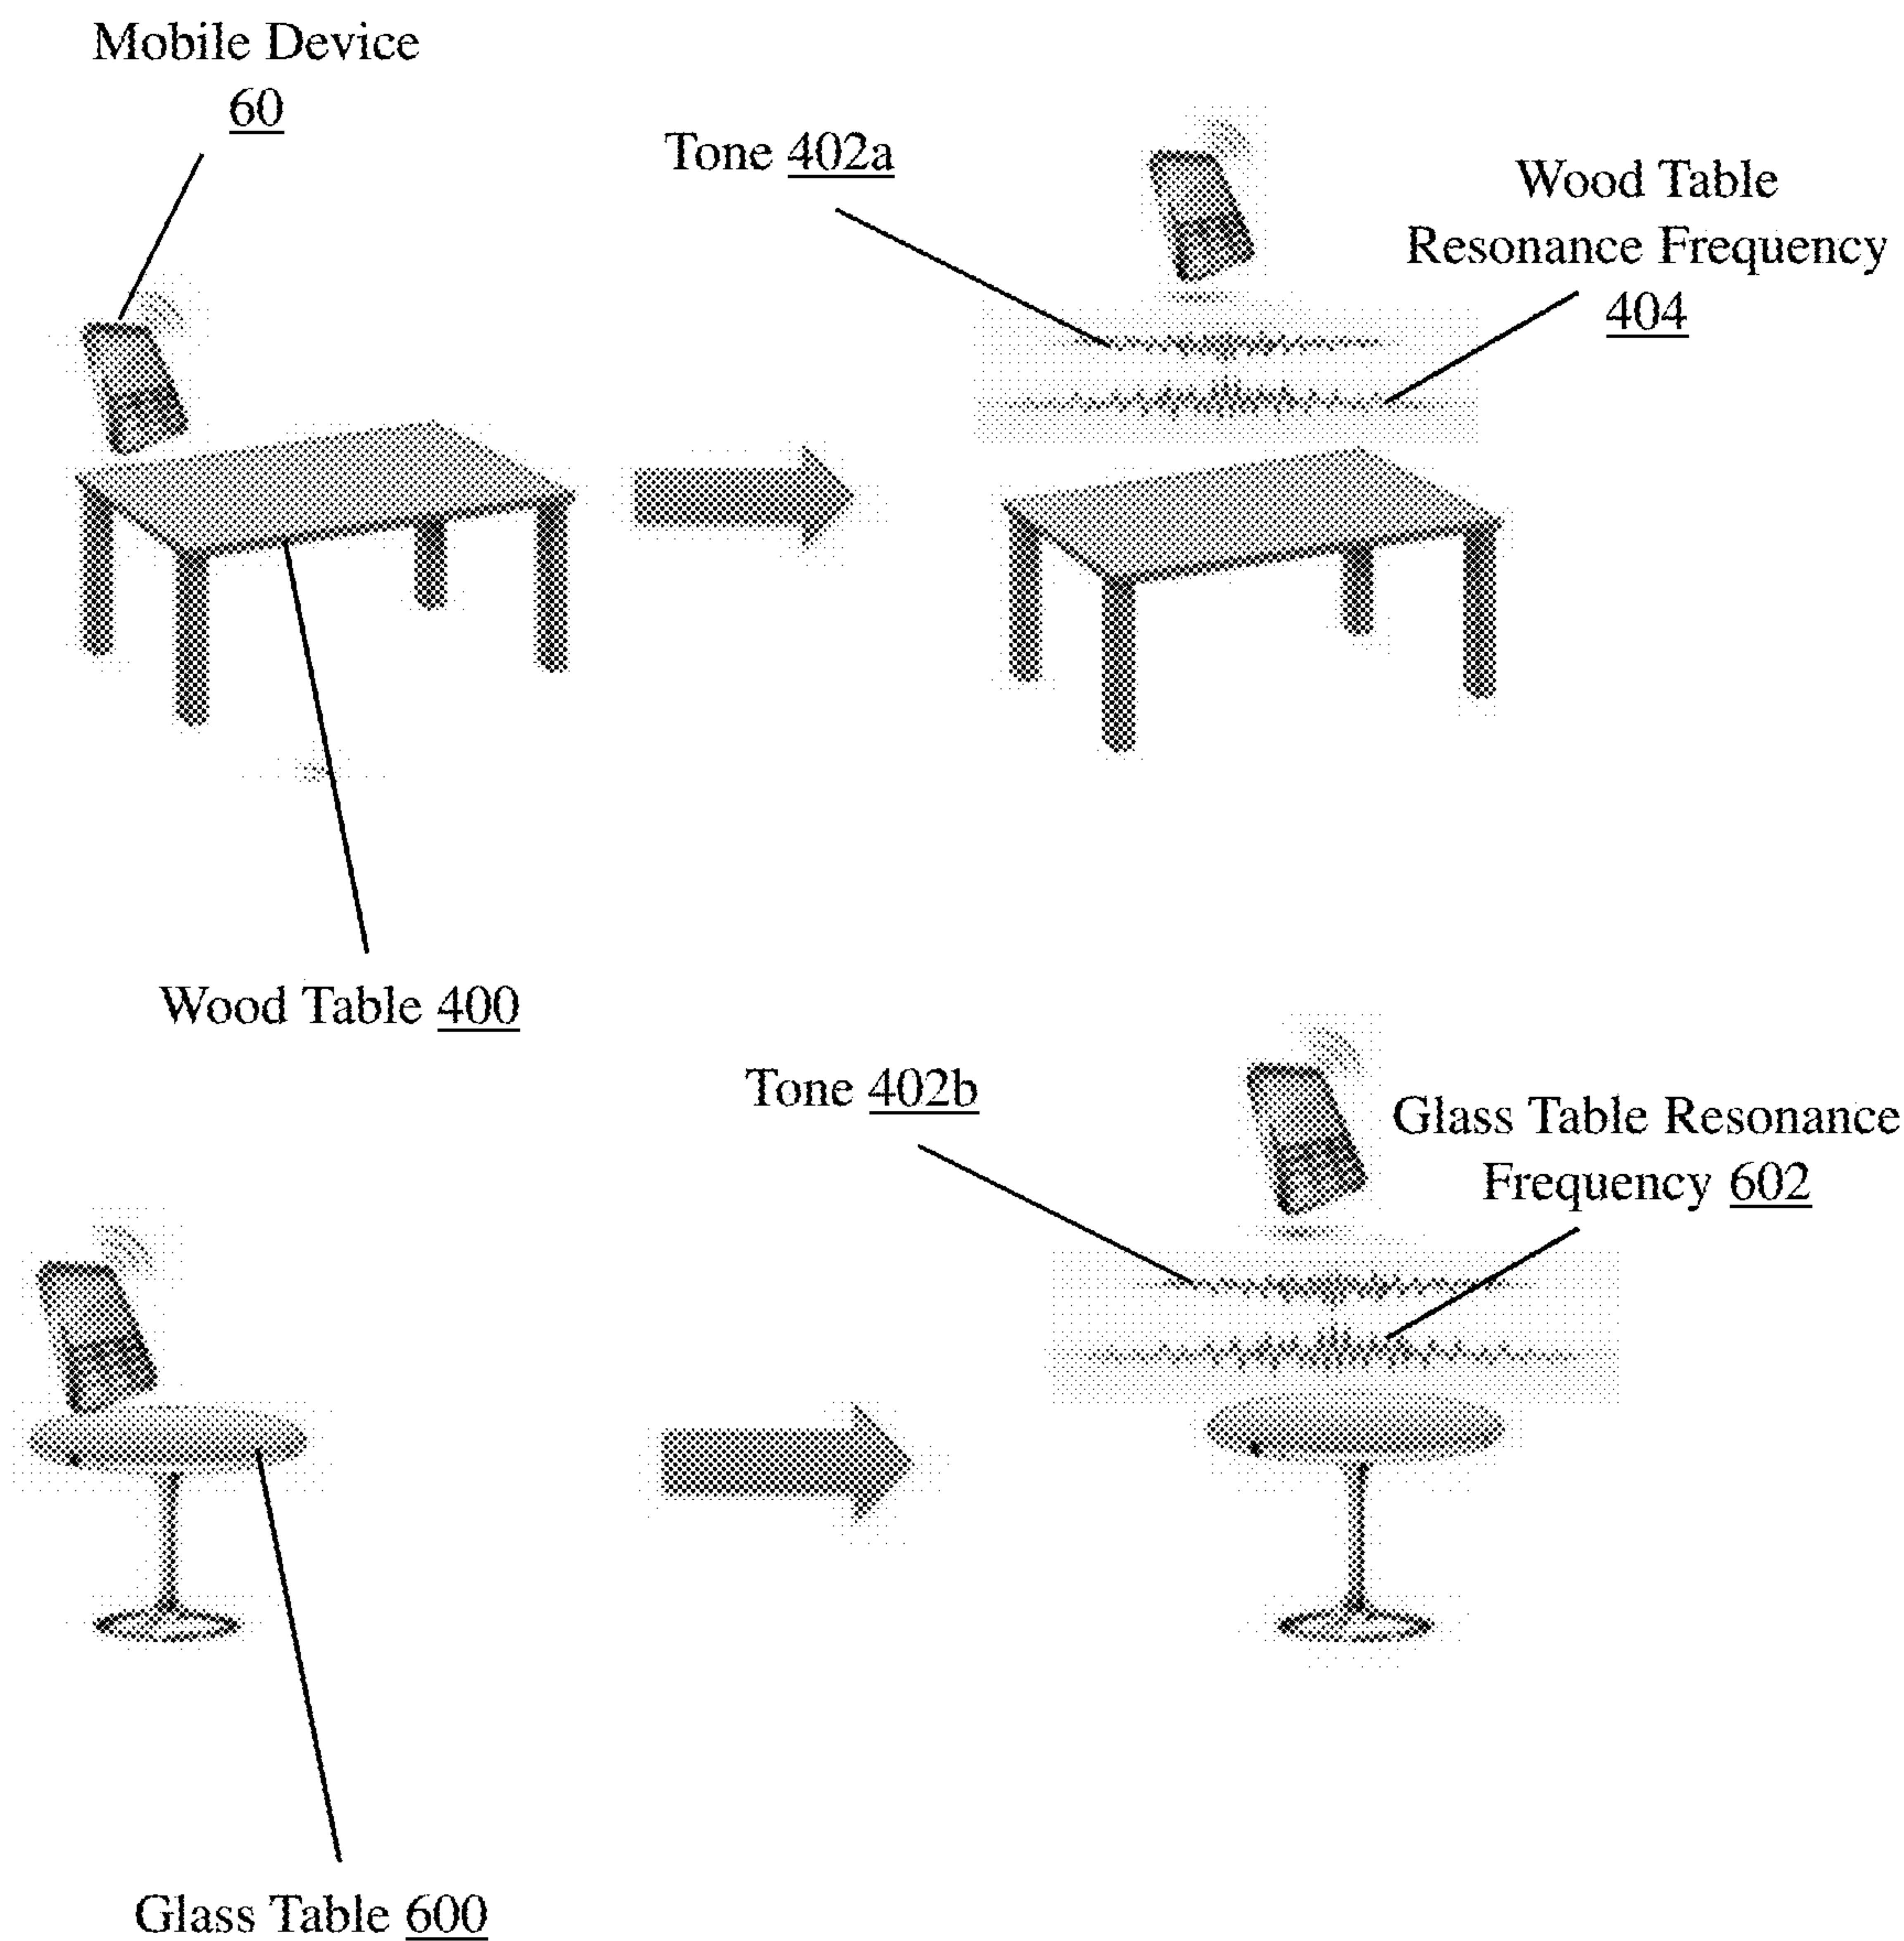 Mobile Device
60
Tone 402a
Wood Table
Resonance Frequency
404
Wood Table 400
Tone 402b
Glass Table Resonance
Frequency 602
Glass Table 600